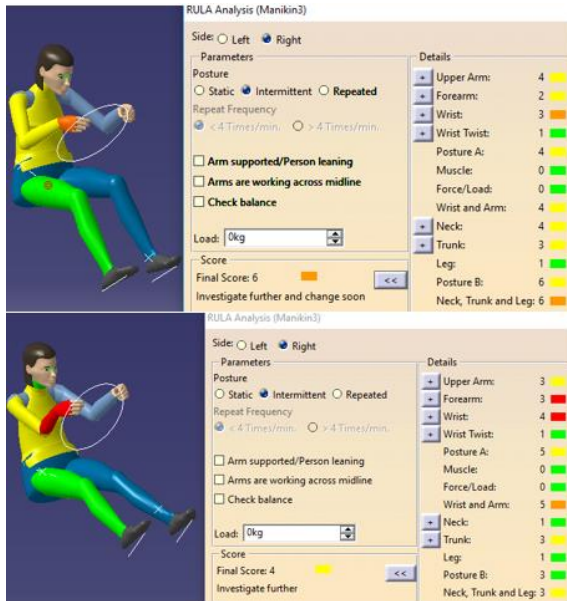 RULA Analysis (Manikin3)
Side: Left Right
Parameters
Posture
Static Intermittent Repeated
Repeat Frequency
< 4 Times/min. > 4 Times/min.
Arm supported/Person leaning
Arms are working across midline
Check balance
Load: 0kg
Score
Final Score: 6 <<
Investigate further and change soon
Details
+ Upper Arm: 4
+ Forearm: 2
+ Wrist: 3
+ Wrist Twist: 1
Posture A: 4
Muscle: 0
Force/Load: 0
Wrist and Arm: 4
+ Neck: 4
+ Trunk: 3
Leg: 1
Posture B: 6
Neck, Trunk and Leg: 6
RULA Analysis (Manikin3)
Side: Left Right
Parameters
Posture
Static Intermittent Repeated
Repeat Frequency
< 4 Times/min. > 4 Times/min.
Arm supported/Person leaning
Arms are working across midline
Check balance
Load: 0kg
Score
Final Score: 4 <<
Investigate further
Details
+ Upper Arm: 3
+ Forearm: 3
+ Wrist: 4
+ Wrist Twist: 1
Posture A: 5
Muscle: 0
Force/Load: 0
Wrist and Arm: 5
+ Neck: 1
+ Trunk: 3
Leg: 1
Posture B: 3
Neck, Trunk and Leg: 3